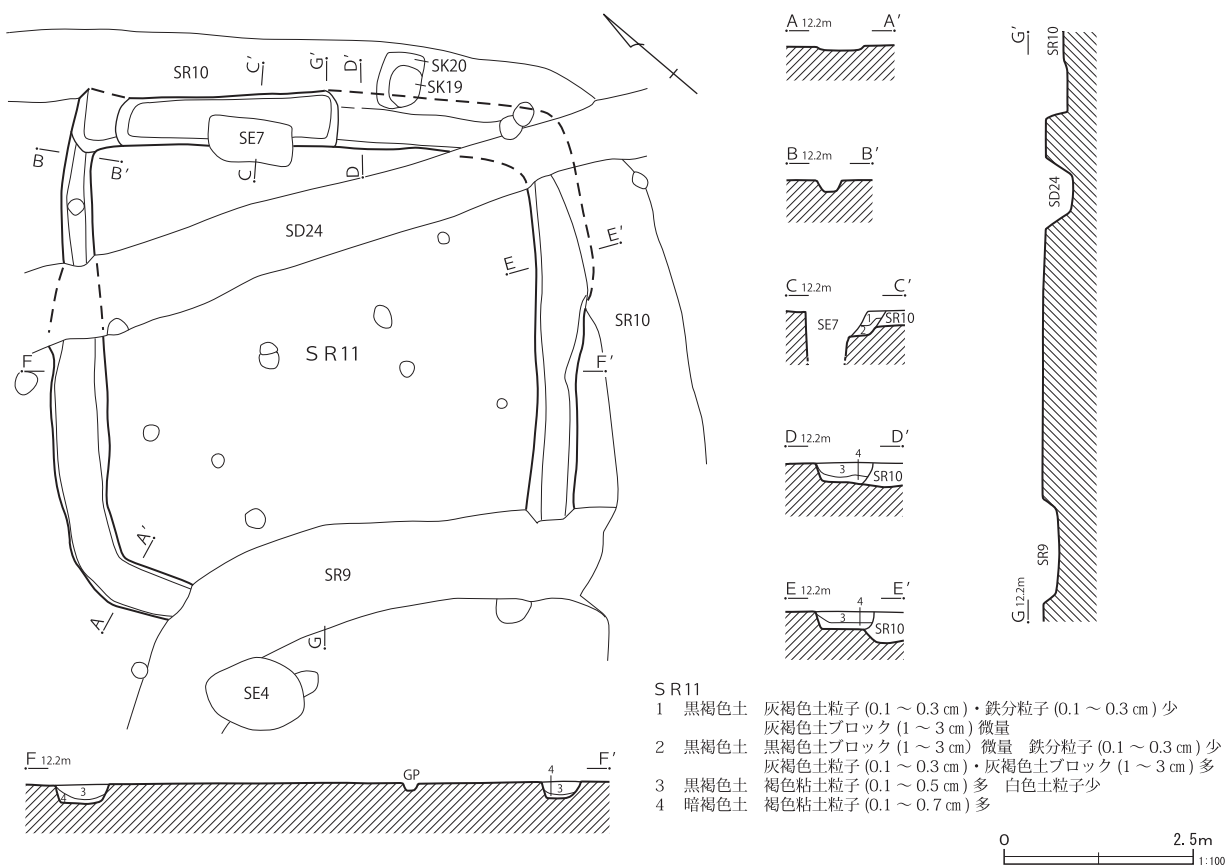 SR10
C'
G'
D'
SK20
SK19
SE7
B
B'
C
D
SD24
E'
E
SR10
F
SR11
F'
A'
A
SR9
G
SE4
A 12.2m A'
B 12.2m B'
C 12.2m C'
SE7
1
2
SR10
D 12.2m D'
4
3
SR10
E 12.2m E'
4
3
SR10
G'
SR10
SD24
SR9
G 12.2m
F 12.2m F'
4
3
GP
4
3
SR11
1 黒褐色土 灰褐色土粒子 (0.1 ~ 0.3 ㎝)・鉄分粒子 (0.1 ~ 0.3 ㎝) 少
灰褐色土ブロック (1 ~ 3 ㎝) 微量
2 黒褐色土 黒褐色土ブロック (1 ~ 3 ㎝) 微量 鉄分粒子 (0.1 ~ 0.3 ㎝) 少
灰褐色土粒子 (0.1 ~ 0.3 ㎝)・灰褐色土ブロック (1 ~ 3 ㎝) 多
3 黒褐色土 褐色粘土粒子 (0.1 ~ 0.5 ㎝) 多 白色土粒子少
4 暗褐色土 褐色粘土粒子 (0.1 ~ 0.7 ㎝) 多
0 2.5m
1:100